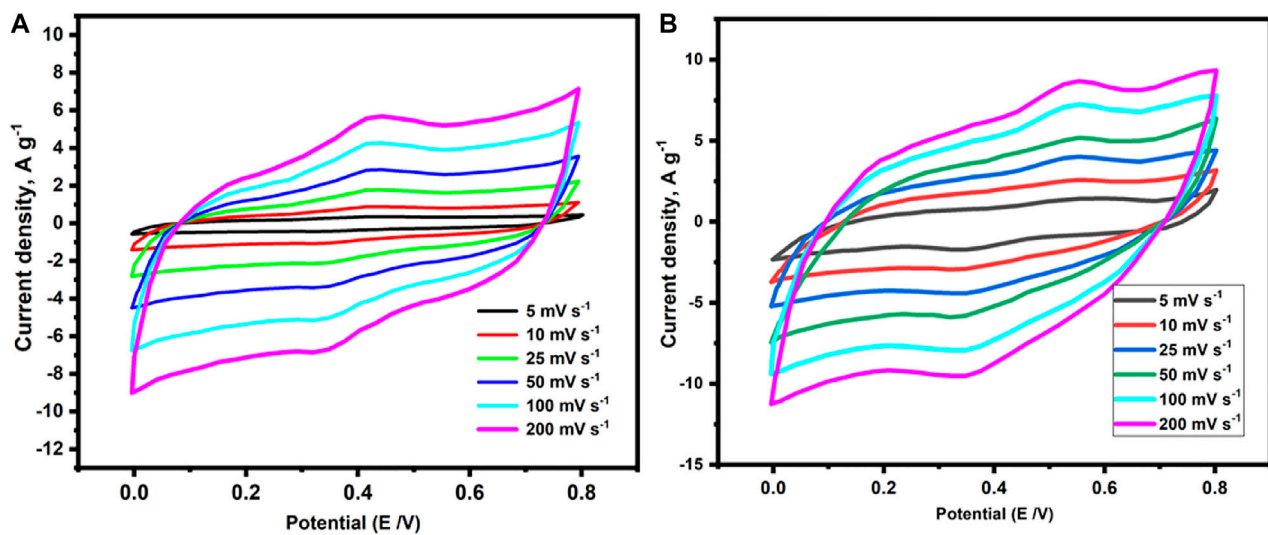 A
Current density, A g⁻¹
10
8
6
4
2
0
-2
-4
-6
-8
-10
-12
0.0 0.2 0.4 0.6 0.8
Potential (E /V)
5 mV s⁻¹
10 mV s⁻¹
25 mV s⁻¹
50 mV s⁻¹
100 mV s⁻¹
200 mV s⁻¹
B
Current density, A g⁻¹
10
5
0
-5
-10
-15
0.0 0.2 0.4 0.6 0.8
Potential (E /V)
5 mV s⁻¹
10 mV s⁻¹
25 mV s⁻¹
50 mV s⁻¹
100 mV s⁻¹
200 mV s⁻¹